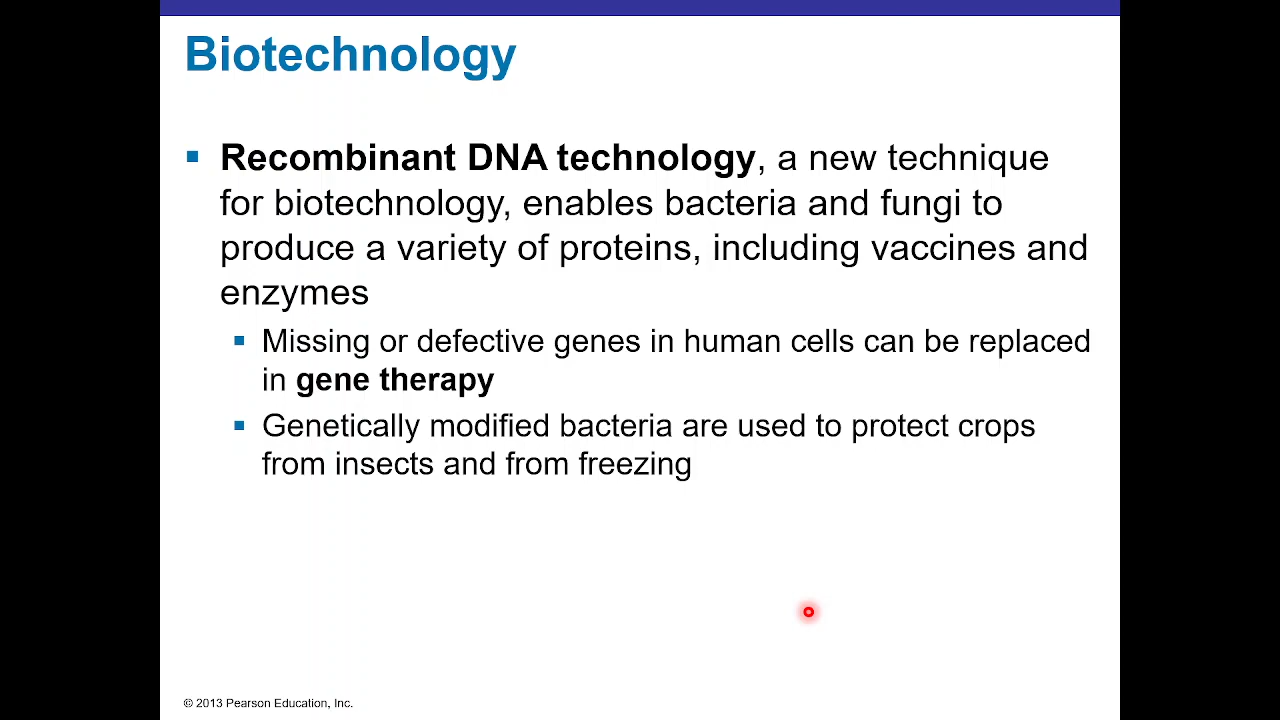 Biotechnology
Recombinant DNA technology, a new technique
for biotechnology, enables bacteria and fungi to
produce a variety of proteins, including vaccines and
enzymes
Missing or defective genes in human cells can be replaced
in gene therapy
Genetically modified bacteria are used to protect crops
from insects and from freezing
© 2013 Pearson Education, Inc.